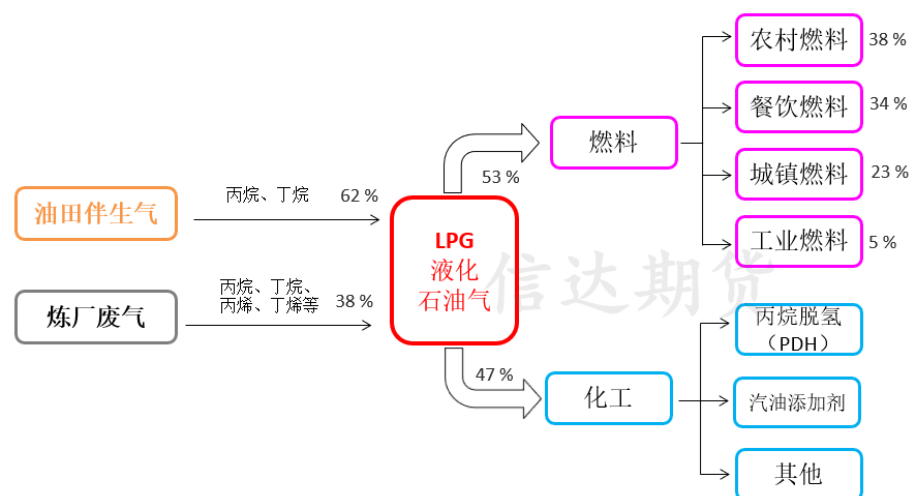 油田伴生气
丙烷、丁烷
62 %
炼厂废气
丙烷、丁烷、
丙烯、丁烯等
38 %
LPG
液化
石油气
53 %
燃料
农村燃料
38 %
餐饮燃料
34 %
城镇燃料
23 %
工业燃料
5 %
47 %
化工
丙烷脱氢
（PDH）
汽油添加剂
其他
信达期货